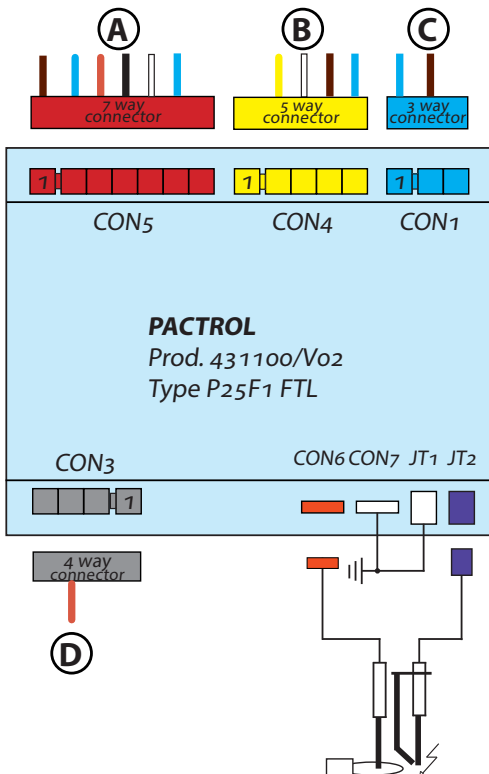 A B C
7 way
connector
5 way
connector
3 way
connector
1 1 1
CON5 CON4 CON1
PACTROL
Prod. 431100/V02
Type P25F1 FTL
CON3 CON6 CON7 JT1 JT2
1
4 way
connector
D